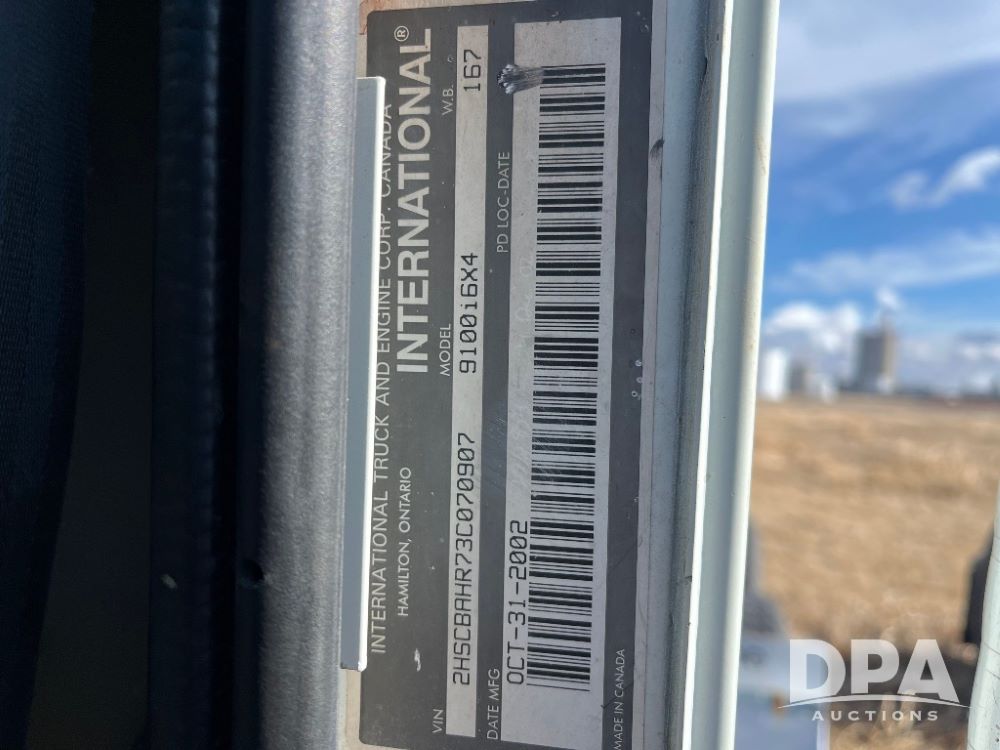 INTERNATIONAL TRUCK AND ENGINE CORP. CANADA
HAMILTON, ONTARIO INTERNATIONAL®
VIN MODEL W.B.
2HSCBAHR73C070907 9100i6X4 167
DATE MFG PD LOC-DATE
OCT-31-2002
MADE IN CANADA
DPA
AUCTIONS